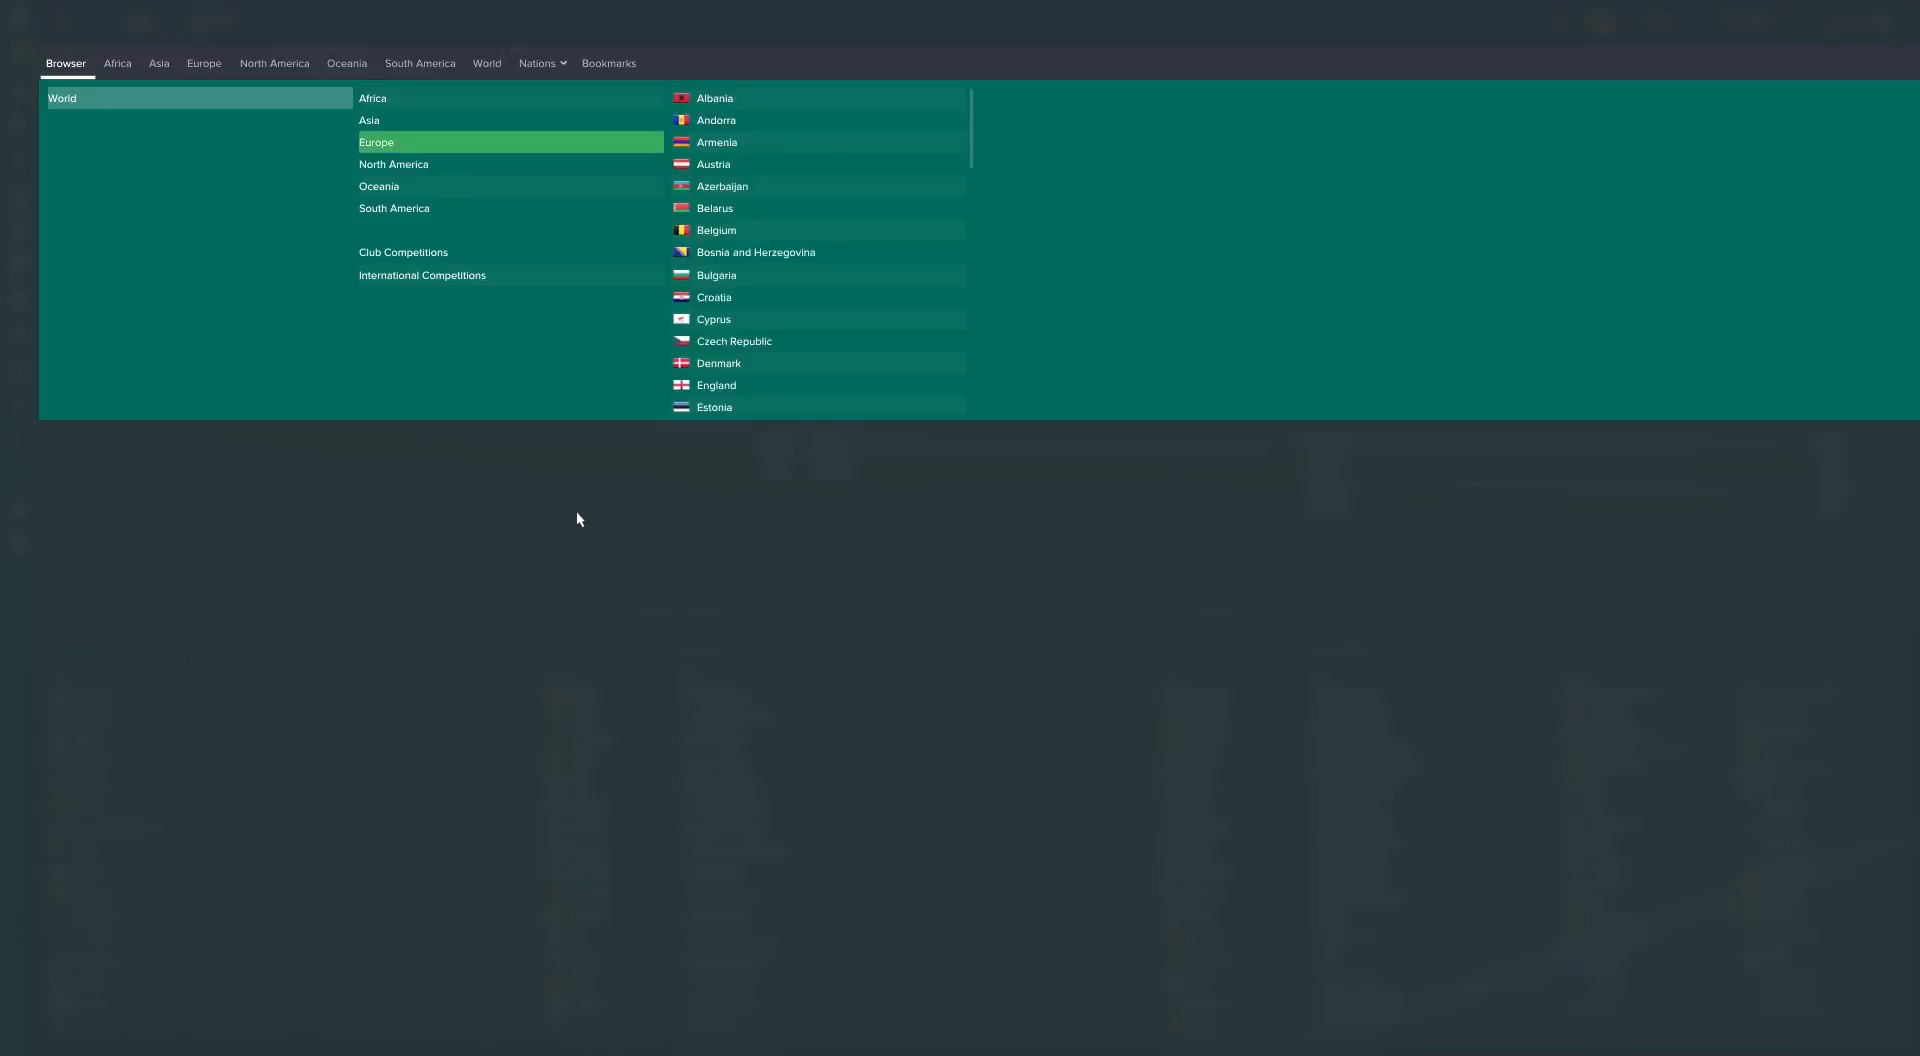 Browser Africa Asia Europe North America Oceania South America World Nations Bookmarks
World
Africa
Asia
Europe
North America
Oceania
South America
Club Competitions
International Competitions
Albania
Andorra
Armenia
Austria
Azerbaijan
Belarus
Belgium
Bosnia and Herzegovina
Bulgaria
Croatia
Cyprus
Czech Republic
Denmark
England
Estonia